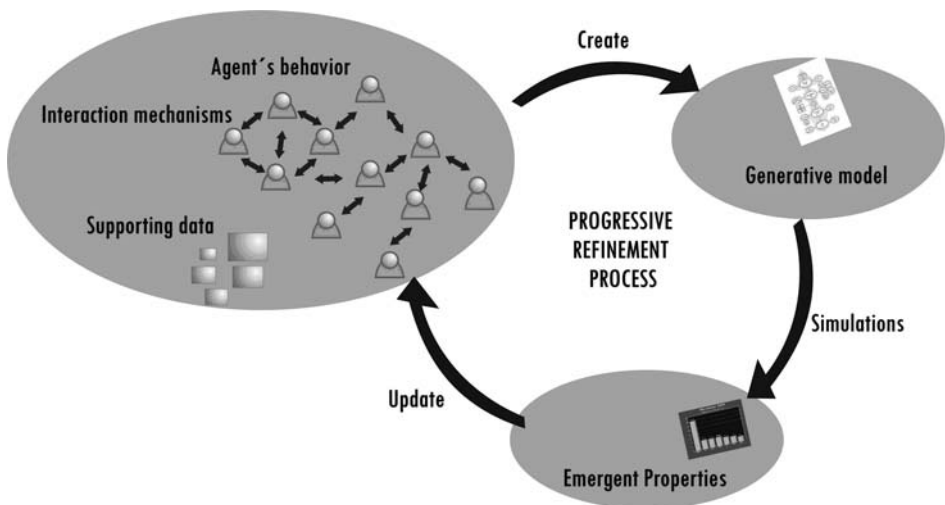 Create
Agent´s behavior
Interaction mechanisms
Generative model
Supporting data
PROGRESSIVE
REFINEMENT
PROCESS
Simulations
Update
Emergent Properties